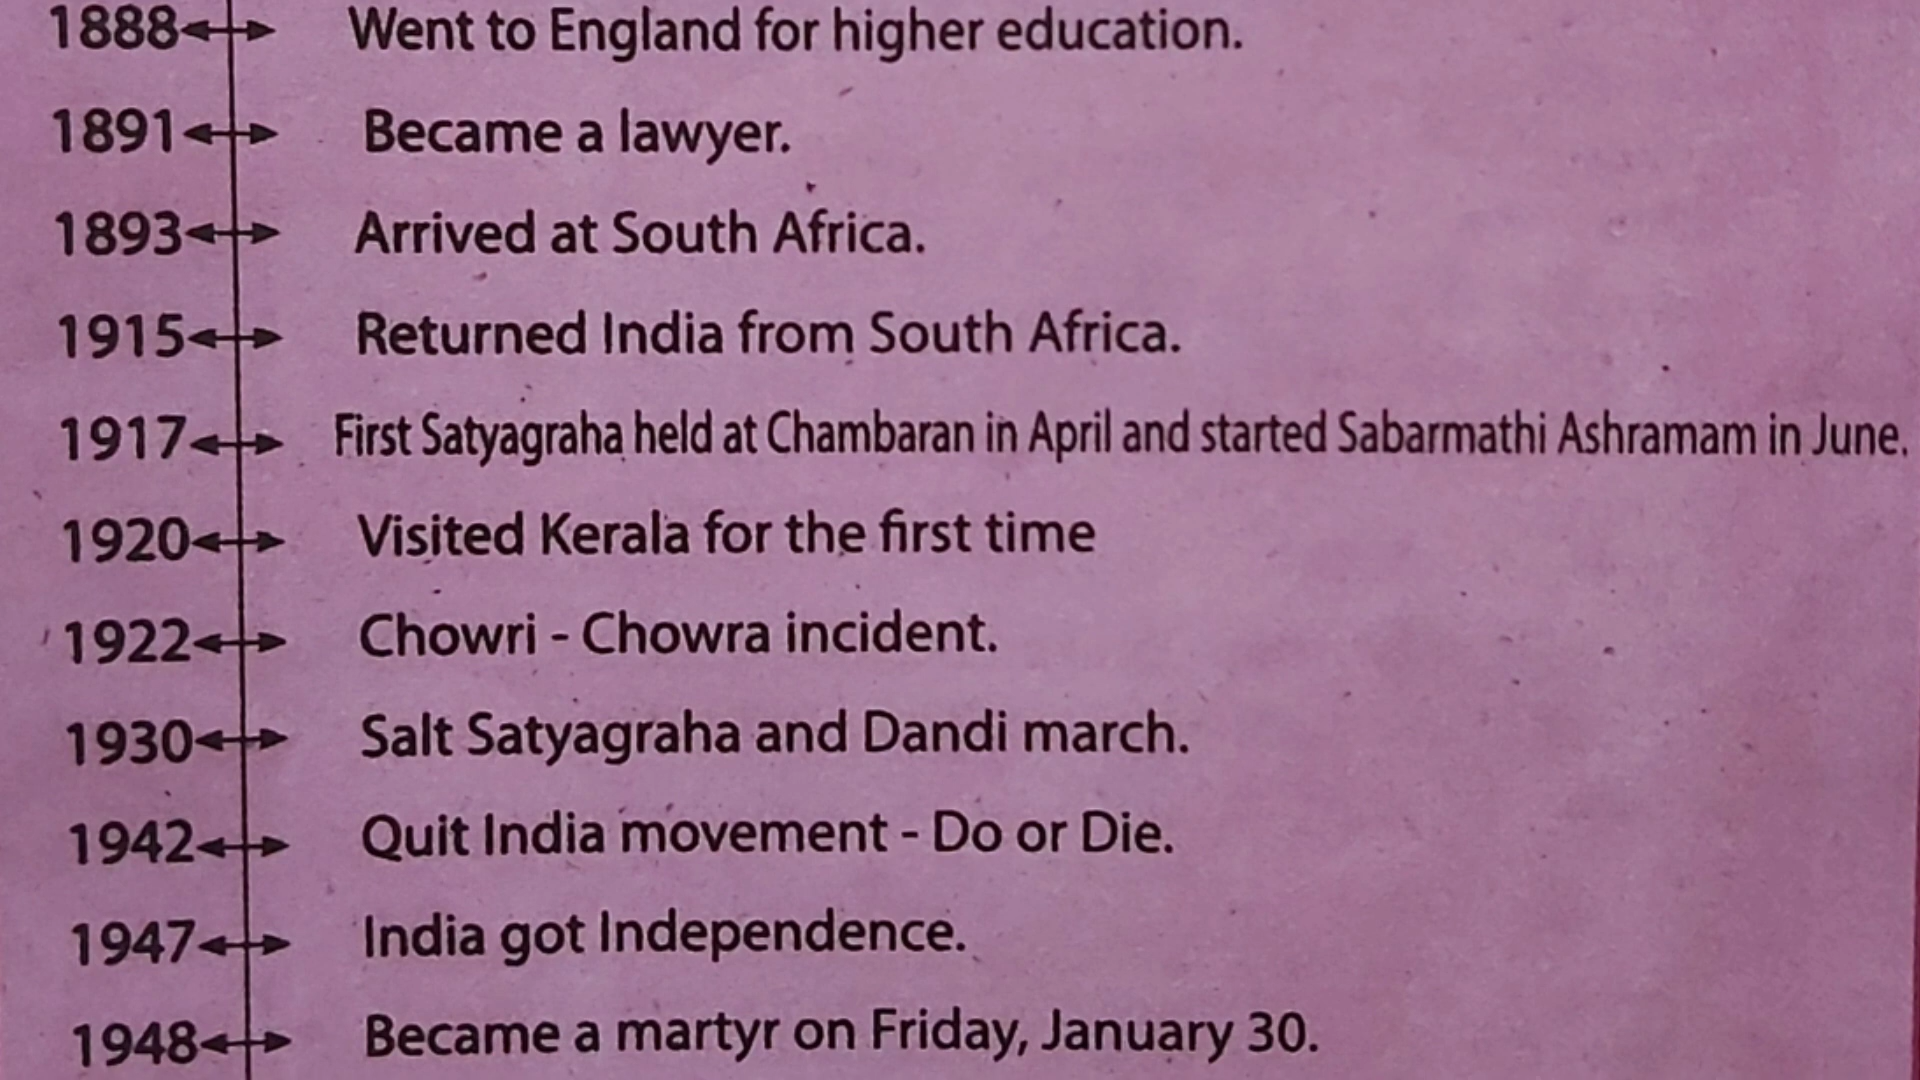 1888 Went to England for higher education.
1891 Became a lawyer.
1893 Arrived at South Africa.
1915 Returned India from South Africa.
1917 First Satyagraha held at Chambaran in April and started Sabarmathi Ashramam in June.
1920 Visited Kerala for the first time
1922 Chowri - Chowra incident.
1930 Salt Satyagraha and Dandi march.
1942 Quit India movement - Do or Die.
1947 India got Independence.
1948 Became a martyr on Friday, January 30.